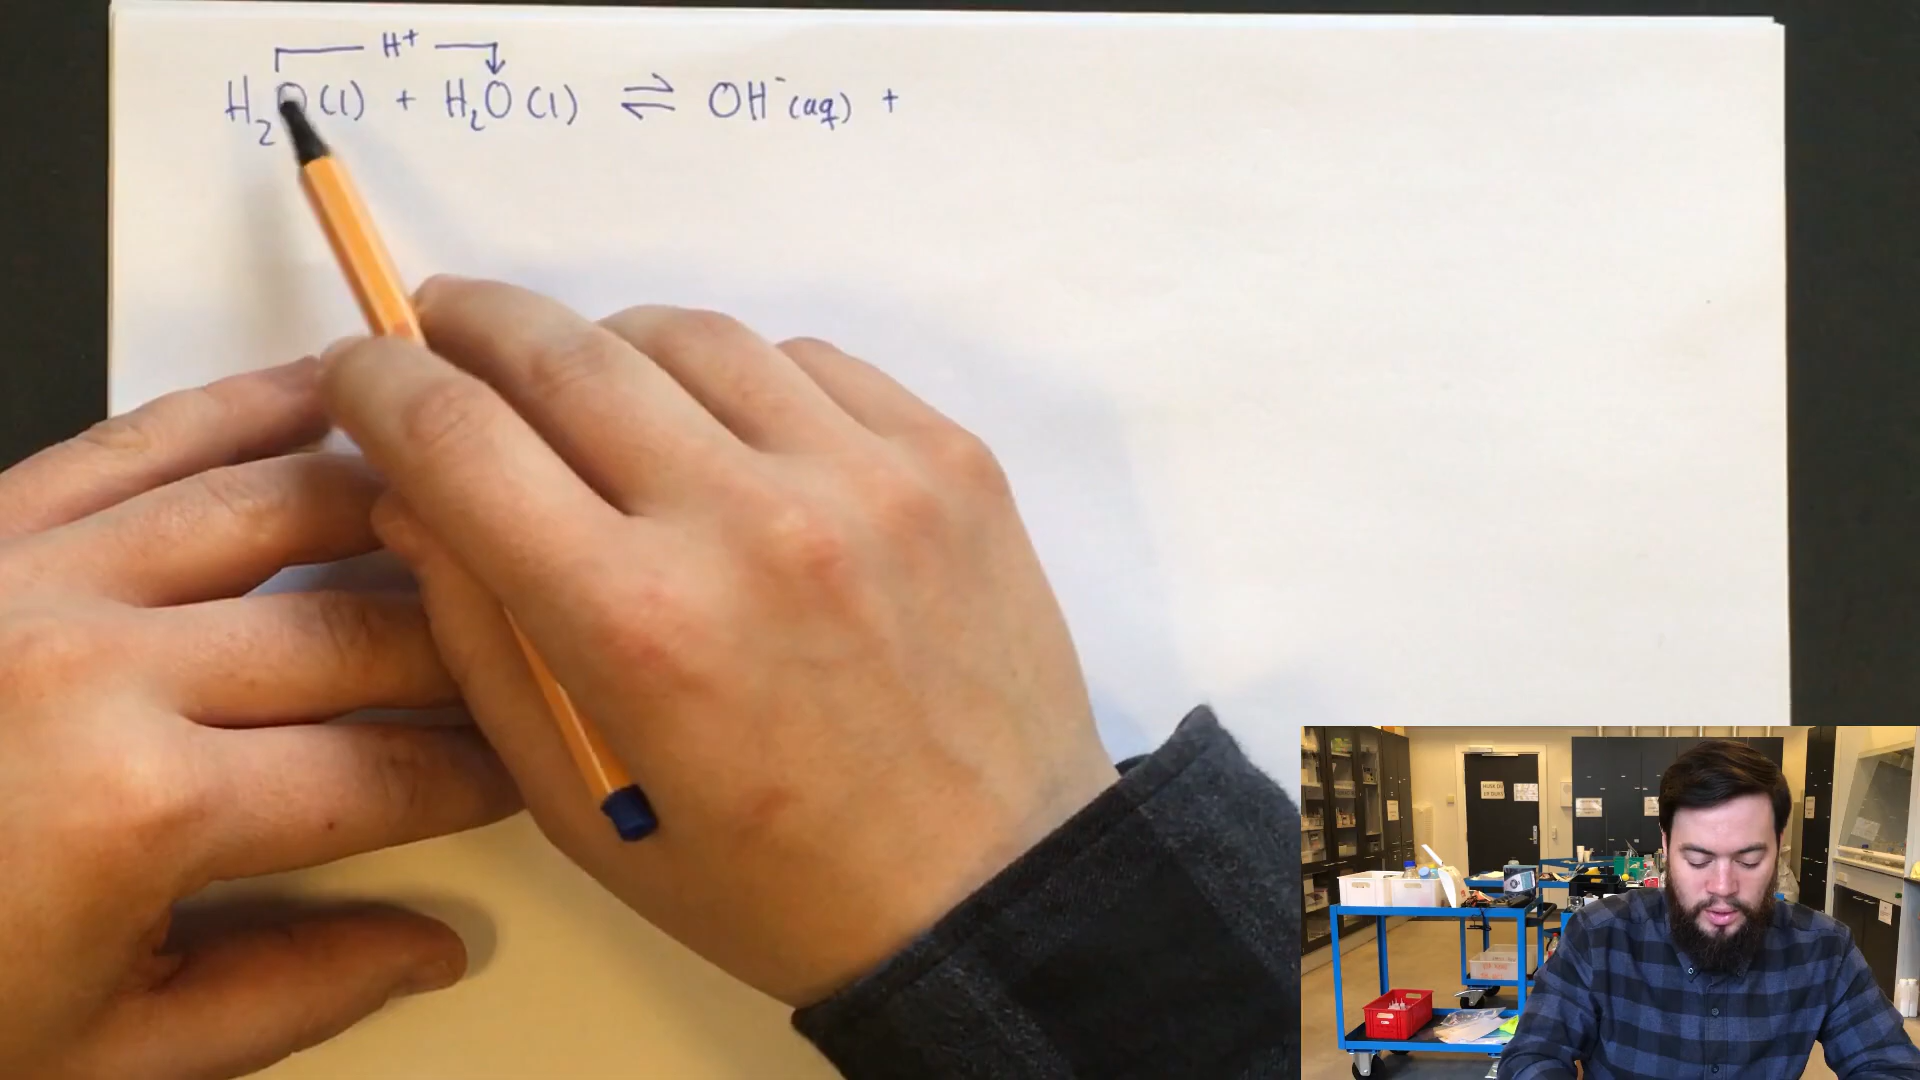 H⁺
H₂O (l) + H₂O (l) ⇌ OH⁻ (aq) +